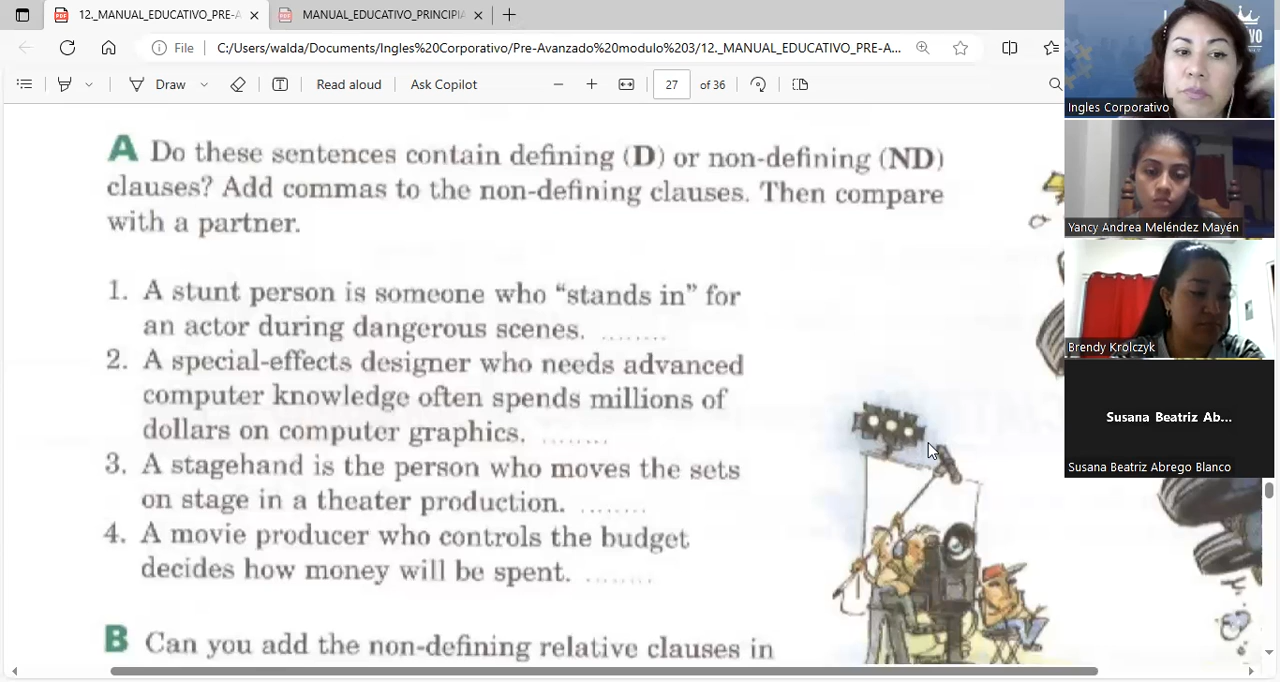 12._MANUAL_EDUCATIVO_PRE-A
MANUAL_EDUCATIVO_PRINCIPIA
File
C:/Users/walda/Documents/Ingles%20Corporativo/Pre-Avanzado%20modulo%203/12._MANUAL_EDUCATIVO_PRE-A...
Draw
Read aloud
Ask Copilot
27
of 36
A Do these sentences contain defining (D) or non-defining (ND)
clauses? Add commas to the non-defining clauses. Then compare
with a partner.
1. A stunt person is someone who “stands in” for
an actor during dangerous scenes. ........
2. A special-effects designer who needs advanced
computer knowledge often spends millions of
dollars on computer graphics. ........
3. A stagehand is the person who moves the sets
on stage in a theater production. ........
4. A movie producer who controls the budget
decides how money will be spent. ........
B Can you add the non-defining relative clauses in
Ingles Corporativo
Yancy Andrea Meléndez Mayén
Brendy Krolczyk
Susana Beatriz Ab...
Susana Beatriz Abrego Blanco